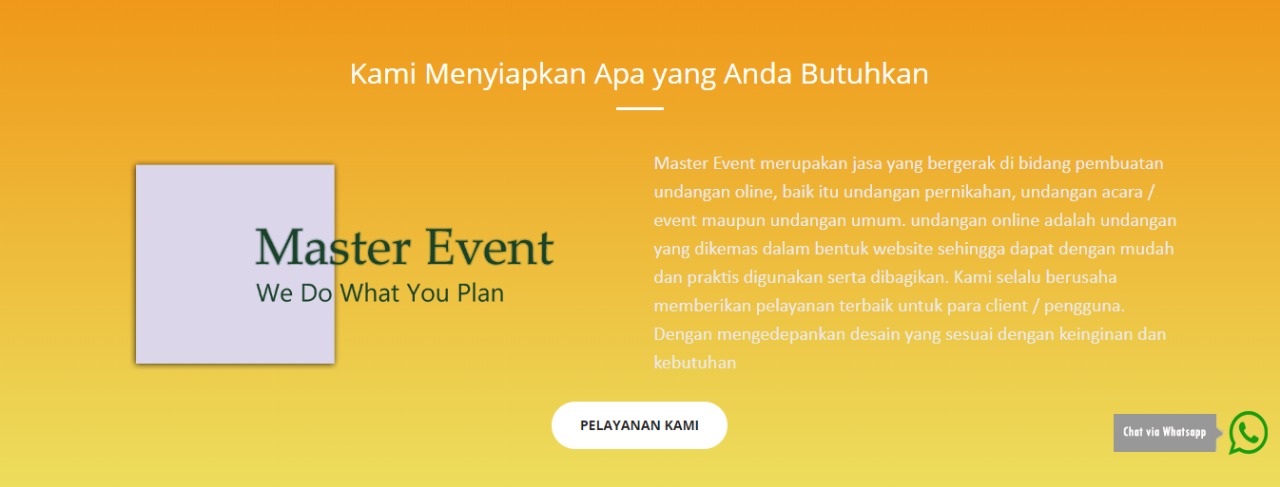 Kami Menyiapkan Apa yang Anda Butuhkan
Master Event
We Do What You Plan
Master Event merupakan jasa yang bergerak di bidang pembuatan
undangan oline, baik itu undangan pernikahan, undangan acara /
event maupun undangan umum. undangan online adalah undangan
yang dikemas dalam bentuk website sehingga dapat dengan mudah
dan praktis digunakan serta dibagikan. Kami selalu berusaha
memberikan pelayanan terbaik untuk para client / pengguna.
Dengan mengedepankan desain yang sesuai dengan keinginan dan
kebutuhan
PELAYANAN KAMI
Chat via Whatsapp